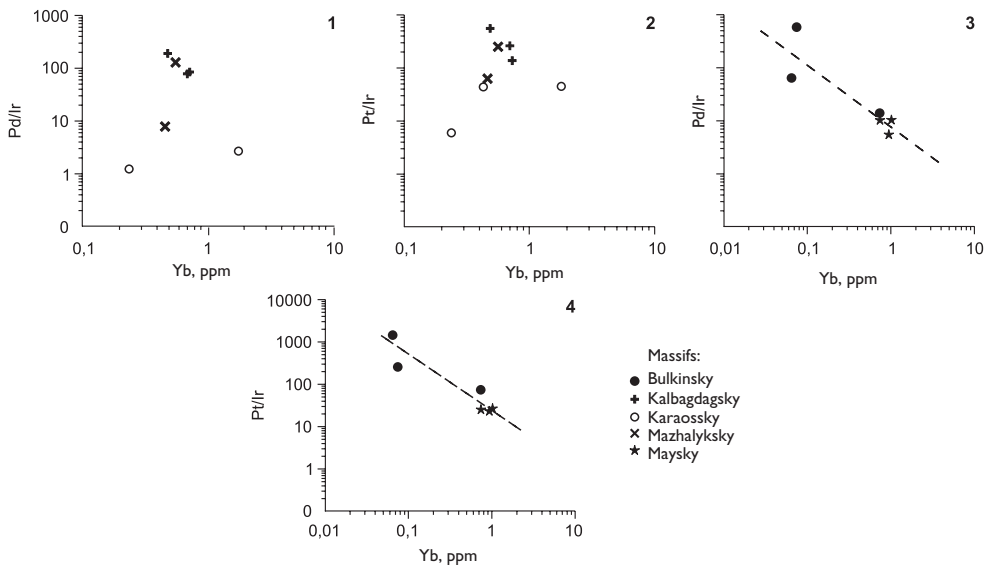 1
1000
100
10
1
0
Pd/Ir
0,1
1
10
Yb, ppm
2
Pt/Ir
0,1
1
10
Yb, ppm
3
Pd/Ir
0,01
0,1
1
10
Yb, ppm
4
10000
1000
100
10
1
0
Pt/Ir
0,01
0,1
1
10
Yb, ppm
Massifs:
Bulkinsky
Kalbagdagsky
Karaossky
Mazhalyksky
Maysky